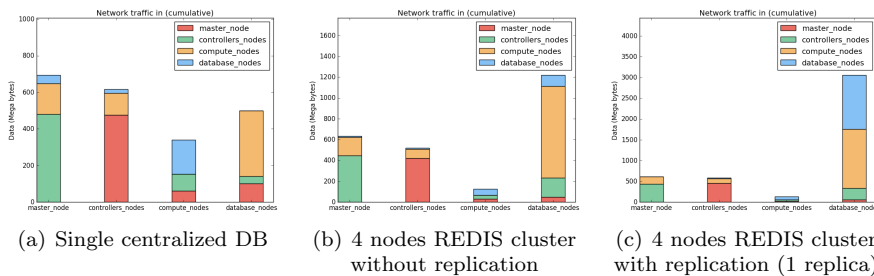 Network traffic in (cumulative)
1000
800
600
400
200
0
Data (Mega bytes)
master_node
controllers_nodes
compute_nodes
database_nodes
master_node
controllers_nodes
compute_nodes
database_nodes
(a) Single centralized DB
Network traffic in (cumulative)
1600
1400
1200
1000
800
600
400
200
0
Data (Mega bytes)
master_node
controllers_nodes
compute_nodes
database_nodes
master_node
controllers_nodes
compute_nodes
database_nodes
(b) 4 nodes REDIS cluster
without replication
Network traffic in (cumulative)
4000
3500
3000
2500
2000
1500
1000
500
0
Data (Mega bytes)
master_node
controllers_nodes
compute_nodes
database_nodes
master_node
controllers_nodes
compute_nodes
database_nodes
(c) 4 nodes REDIS cluster
with replication (1 replica)